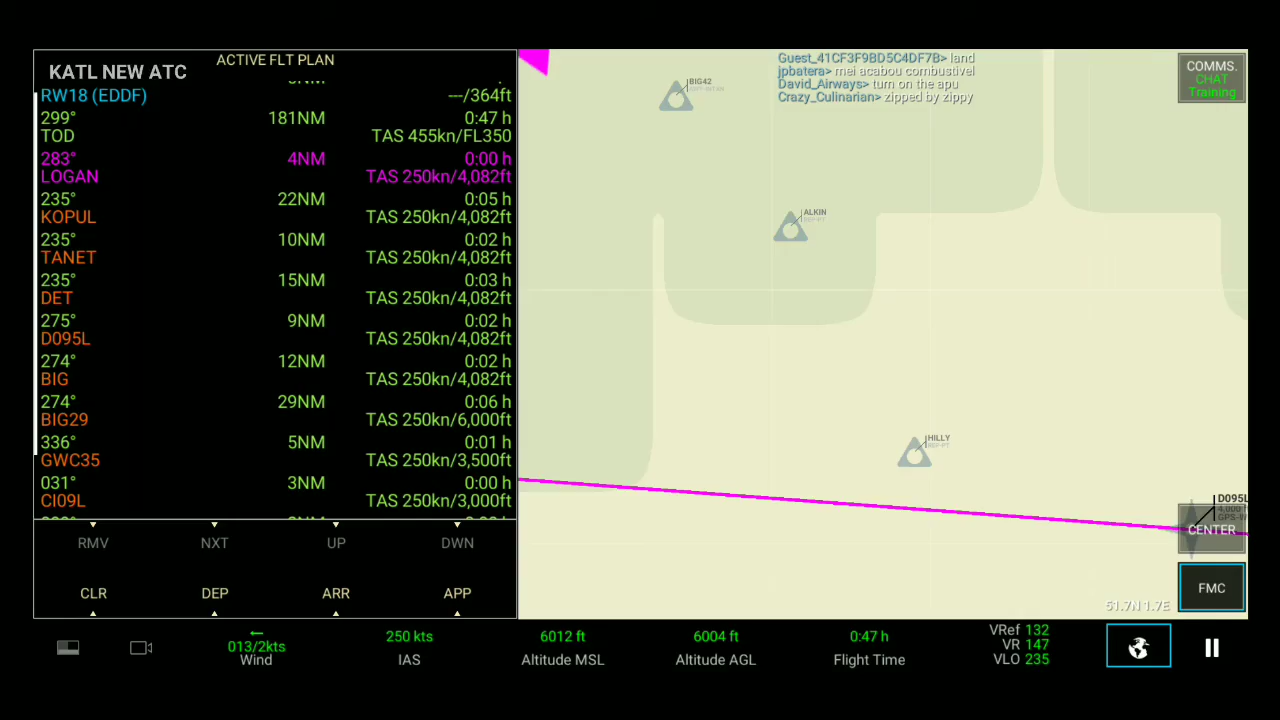 ACTIVE FLT PLAN
KATL NEW ATC
RW18 (EDDF) ---/364ft
299° 181NM 0:47 h
TOD TAS 455kn/FL350
283° 4NM 0:00 h
LOGAN TAS 250kn/4,082ft
235° 22NM 0:05 h
KOPUL TAS 250kn/4,082ft
235° 10NM 0:02 h
TANET TAS 250kn/4,082ft
235° 15NM 0:03 h
DET TAS 250kn/4,082ft
275° 9NM 0:02 h
D095L TAS 250kn/4,082ft
274° 12NM 0:02 h
BIG TAS 250kn/4,082ft
274° 29NM 0:06 h
BIG29 TAS 250kn/6,000ft
336° 5NM 0:01 h
GWC35 TAS 250kn/3,500ft
031° 3NM 0:00 h
CI09L TAS 250kn/3,000ft
RMV NXT UP DWN
CLR DEP ARR APP
Guest_41CF3F9BD5C4DF7B> land
jpbatera> mei acabou combustivel
David_Airways> turn on the apu
Crazy_Culinarian> zipped by zippy
COMMS.
CHAT
Training
BIG42
ALKIN
REP-PT
HILLY
REP-PT
D095L
CENTER
FMC
51.7N 1.7E
013/2kts
Wind
250 kts
IAS
6012 ft
Altitude MSL
6004 ft
Altitude AGL
0:47 h
Flight Time
VRef 132
VR 147
VLO 235